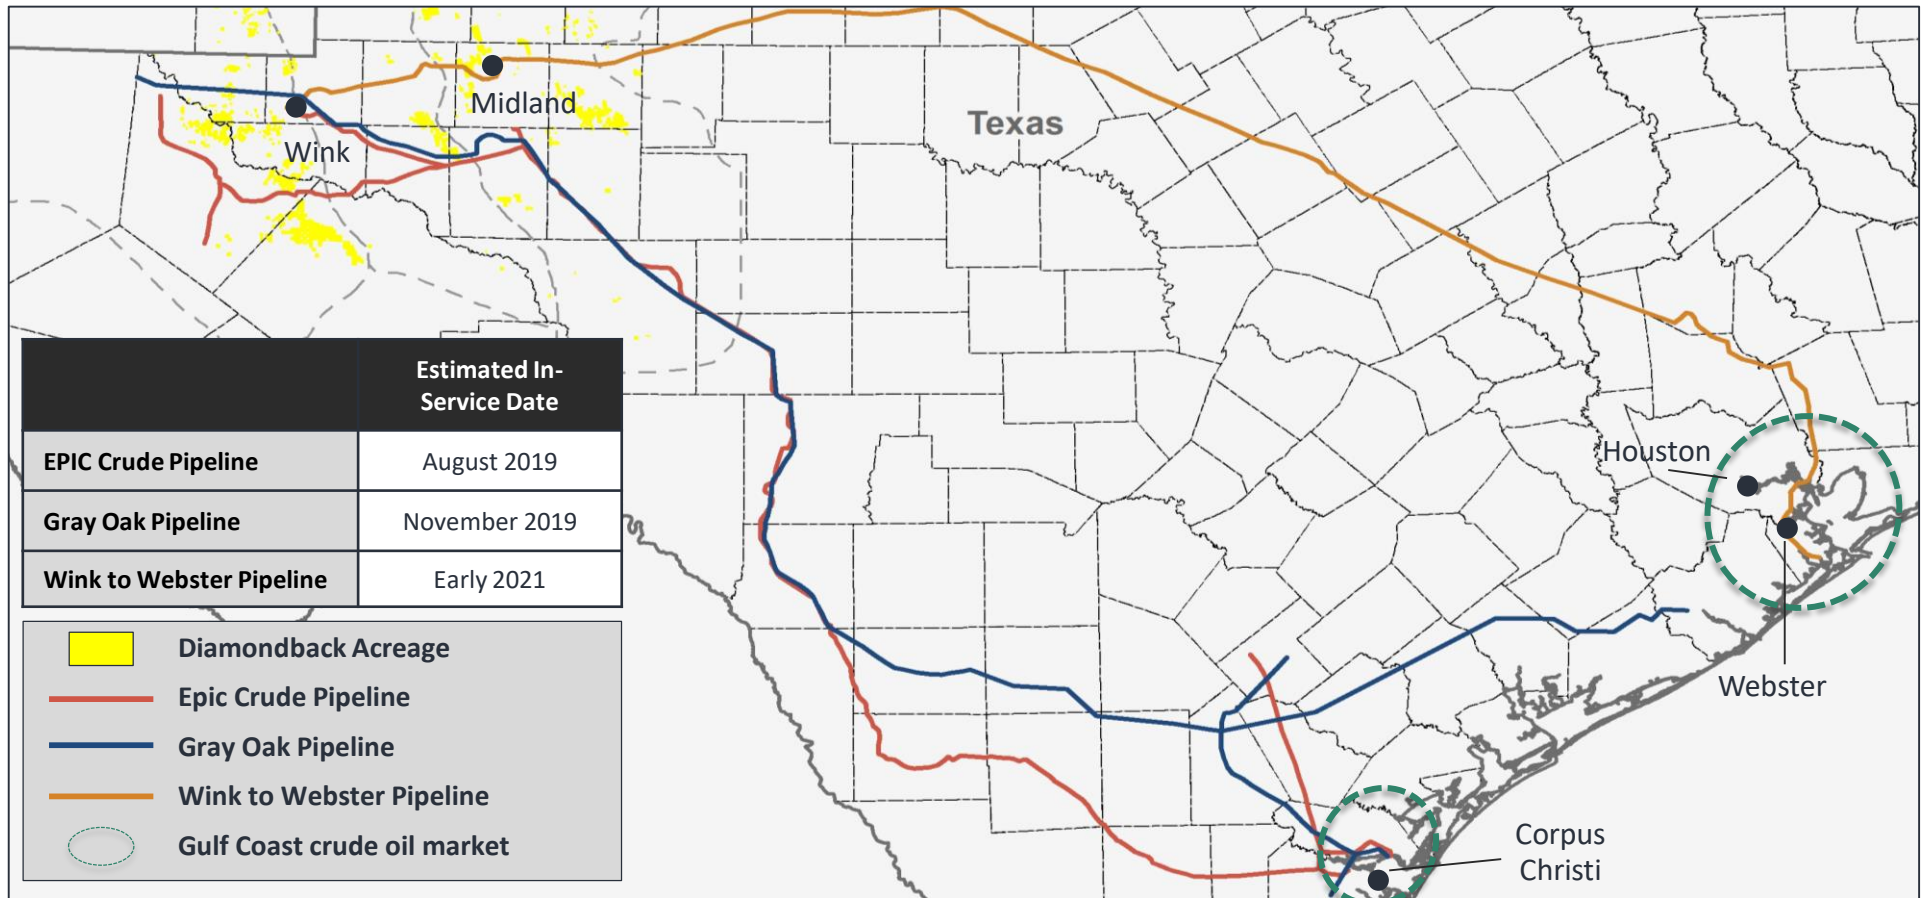 Midland
Texas
Wink
Estimated In-
Service Date
EPIC Crude Pipeline August 2019
Gray Oak Pipeline November 2019
Wink to Webster Pipeline Early 2021
Houston
Webster
Corpus
Christi
Diamondback Acreage
Epic Crude Pipeline
Gray Oak Pipeline
Wink to Webster Pipeline
Gulf Coast crude oil market